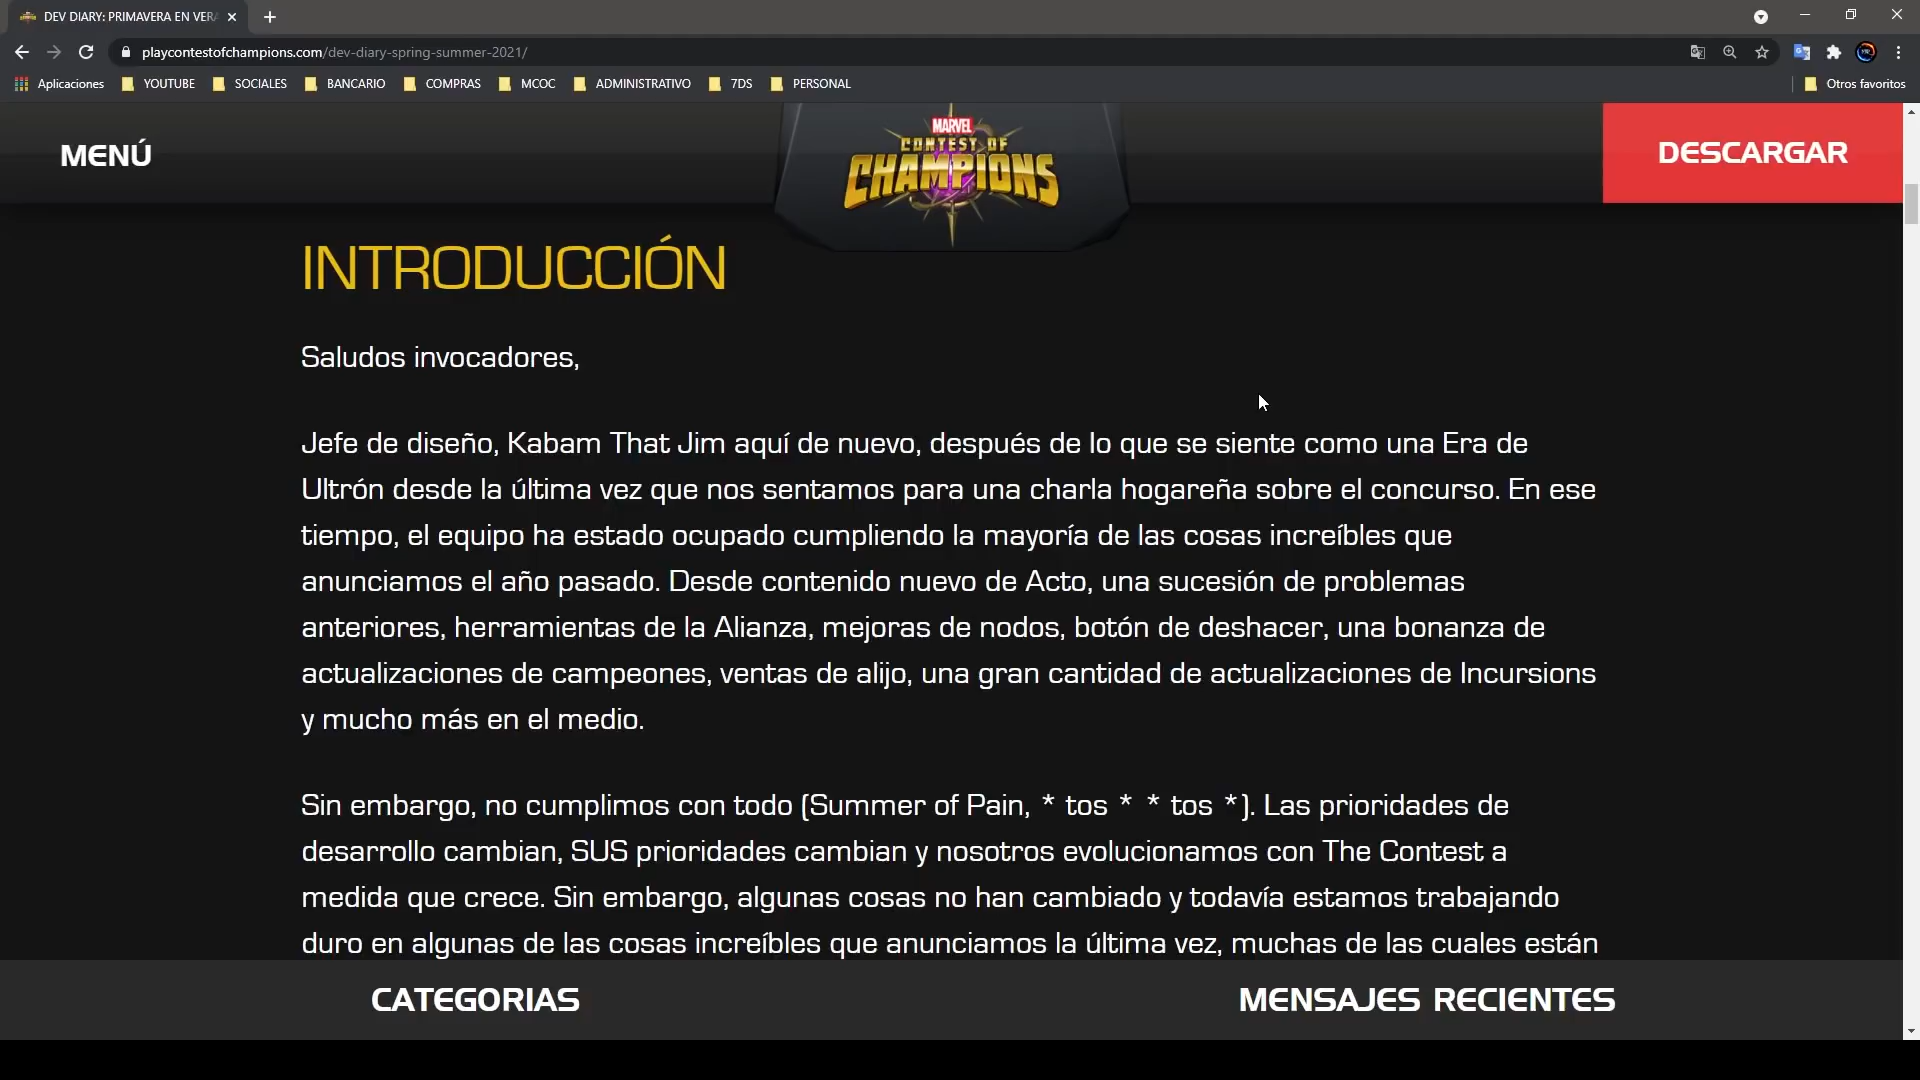 DEV DIARY: PRIMAVERA EN VERA
playcontestofchampions.com/dev-diary-spring-summer-2021/
Aplicaciones YOUTUBE SOCIALES BANCARIO COMPRAS MCOC ADMINISTRATIVO 7DS PERSONAL Otros favoritos
MENÚ
MARVEL
CONTEST OF
CHAMPIONS
DESCARGAR
INTRODUCCIÓN
Saludos invocadores,
Jefe de diseño, Kabam That Jim aquí de nuevo, después de lo que se siente como una Era de
Ultrón desde la última vez que nos sentamos para una charla hogareña sobre el concurso. En ese
tiempo, el equipo ha estado ocupado cumpliendo la mayoría de las cosas increíbles que
anunciamos el año pasado. Desde contenido nuevo de Acto, una sucesión de problemas
anteriores, herramientas de la Alianza, mejoras de nodos, botón de deshacer, una bonanza de
actualizaciones de campeones, ventas de alijo, una gran cantidad de actualizaciones de Incursions
y mucho más en el medio.
Sin embargo, no cumplimos con todo (Summer of Pain, * tos * * tos *). Las prioridades de
desarrollo cambian, SUS prioridades cambian y nosotros evolucionamos con The Contest a
medida que crece. Sin embargo, algunas cosas no han cambiado y todavía estamos trabajando
duro en algunas de las cosas increíbles que anunciamos la última vez, muchas de las cuales están
CATEGORIAS
MENSAJES RECIENTES